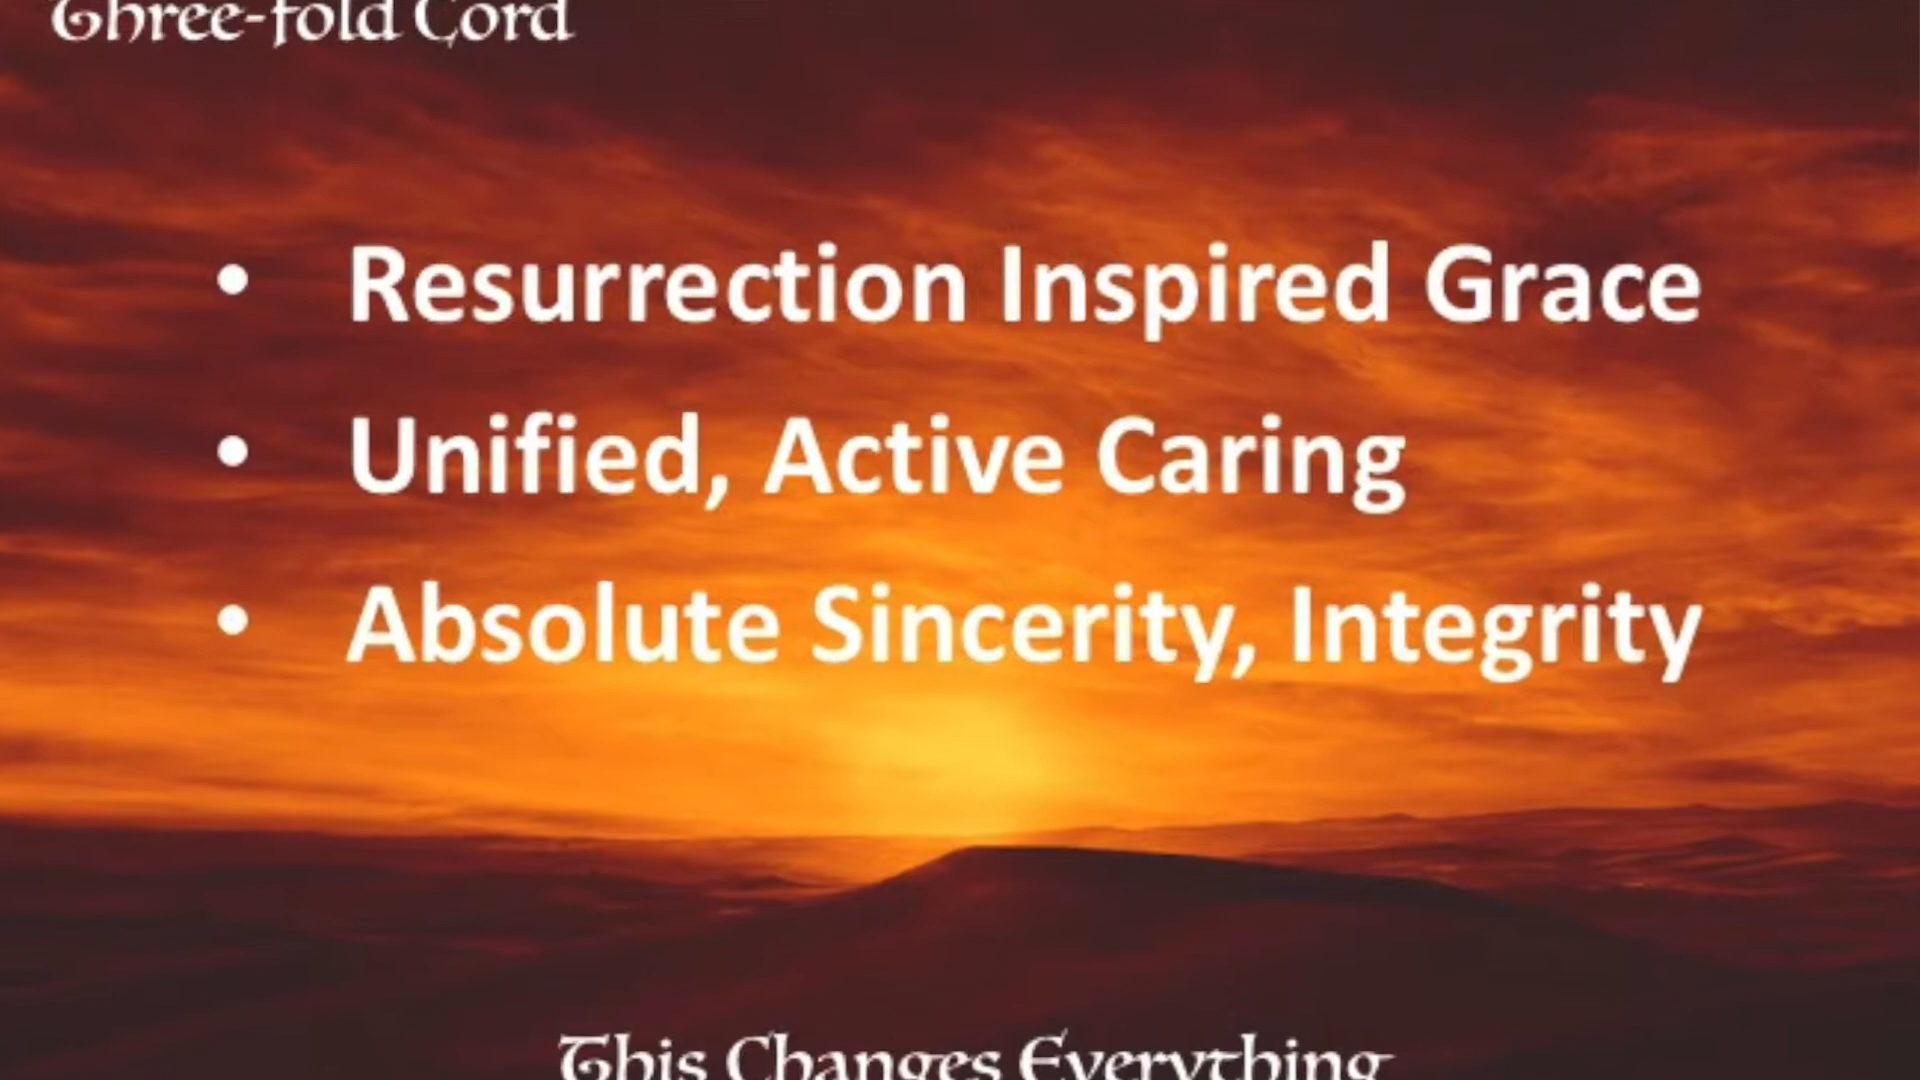 Three-fold Cord
• Resurrection Inspired Grace
• Unified, Active Caring
• Absolute Sincerity, Integrity
This Changes Everything